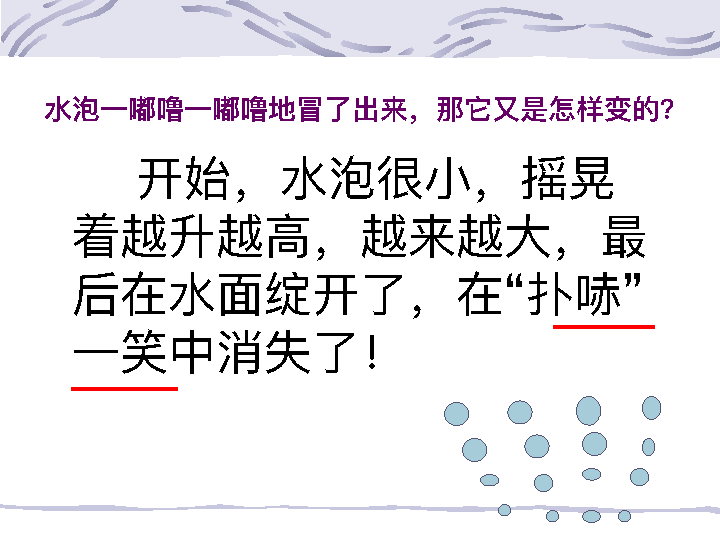 水泡一嘟噜一嘟噜地冒了出来，那它又是怎样变的？
开始，水泡很小，摇晃
着越升越高，越来越大，最
后在水面绽开了，在“扑哧”
一笑中消失了！